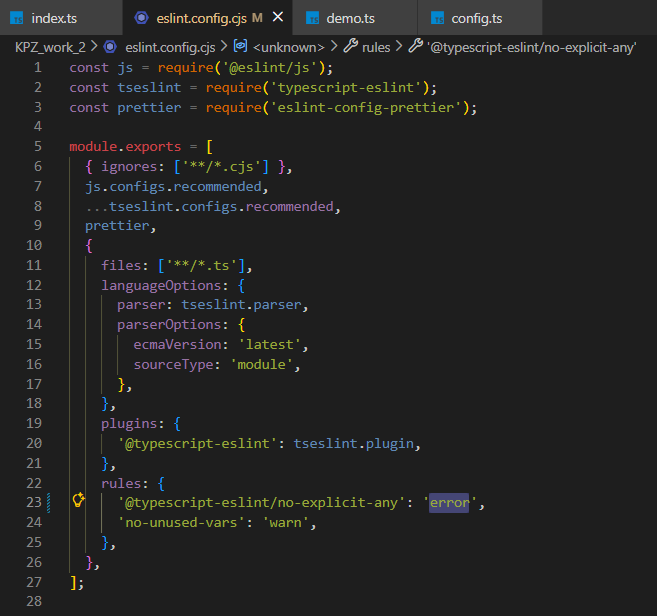 index.ts eslint.config.cjs M demo.ts config.ts
KPZ_work_2 > eslint.config.cjs > <unknown> > rules > '@typescript-eslint/no-explicit-any'
1 const js = require('@eslint/js');
2 const tseslint = require('typescript-eslint');
3 const prettier = require('eslint-config-prettier');
4
5 module.exports = [
6   { ignores: ['**/*.cjs'] },
7   js.configs.recommended,
8   ...tseslint.configs.recommended,
9   prettier,
10   {
11     files: ['**/*.ts'],
12     languageOptions: {
13       parser: tseslint.parser,
14       parserOptions: {
15         ecmaVersion: 'latest',
16         sourceType: 'module',
17       },
18     },
19     plugins: {
20       '@typescript-eslint': tseslint.plugin,
21     },
22     rules: {
23       '@typescript-eslint/no-explicit-any': 'error',
24       'no-unused-vars': 'warn',
25     },
26   },
27 ];
28